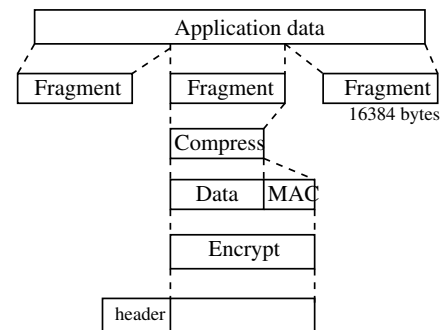 Application data
Fragment Fragment Fragment
16384 bytes
Compress
Data MAC
Encrypt
header